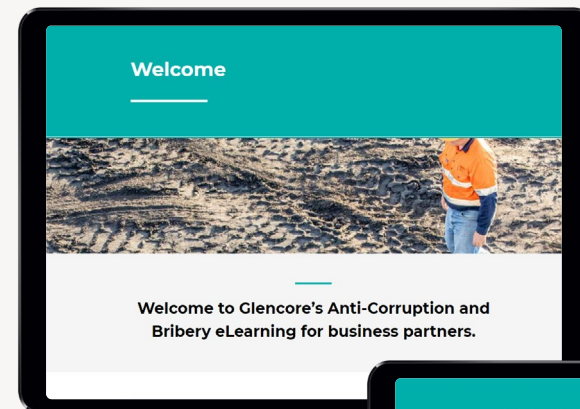 Welcome
Welcome to Glencore’s Anti-Corruption and
Bribery eLearning for business partners.